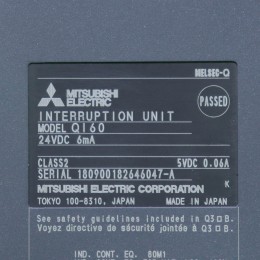 MELSEC-Q
MITSUBISHI
ELECTRIC
PASSED
INTERRUPTION UNIT
MODEL QI60
24VDC 6mA
CLASS2 5VDC 0.06A
SERIAL 180900182646047-A
MITSUBISHI ELECTRIC CORPORATION
K
TOKYO 100-8310, JAPAN MADE IN JAPAN
See safety guidelines included in Q3□B.
Voyez directive de sécurité jointée à Q3□B.
IND. CONT. EQ. 80M1